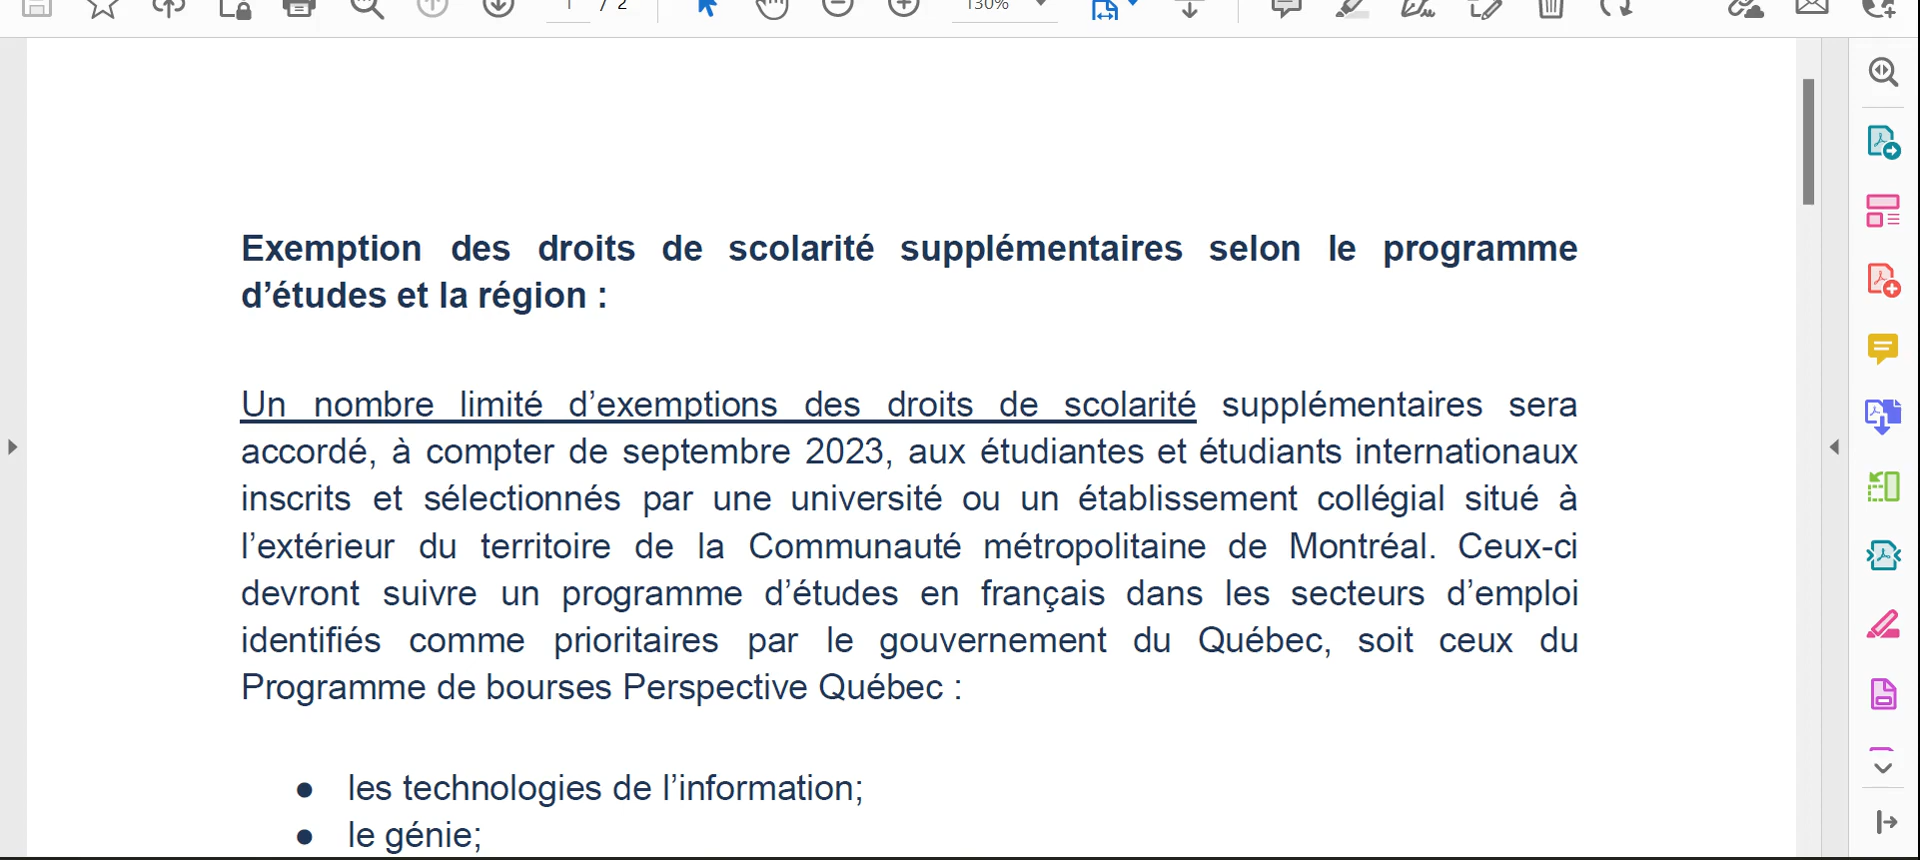 1 / 2 130%
Exemption des droits de scolarité supplémentaires selon le programme
d’études et la région :
Un nombre limité d’exemptions des droits de scolarité supplémentaires sera
accordé, à compter de septembre 2023, aux étudiantes et étudiants internationaux
inscrits et sélectionnés par une université ou un établissement collégial situé à
l’extérieur du territoire de la Communauté métropolitaine de Montréal. Ceux-ci
devront suivre un programme d’études en français dans les secteurs d’emploi
identifiés comme prioritaires par le gouvernement du Québec, soit ceux du
Programme de bourses Perspective Québec :
● les technologies de l’information;
● le génie;